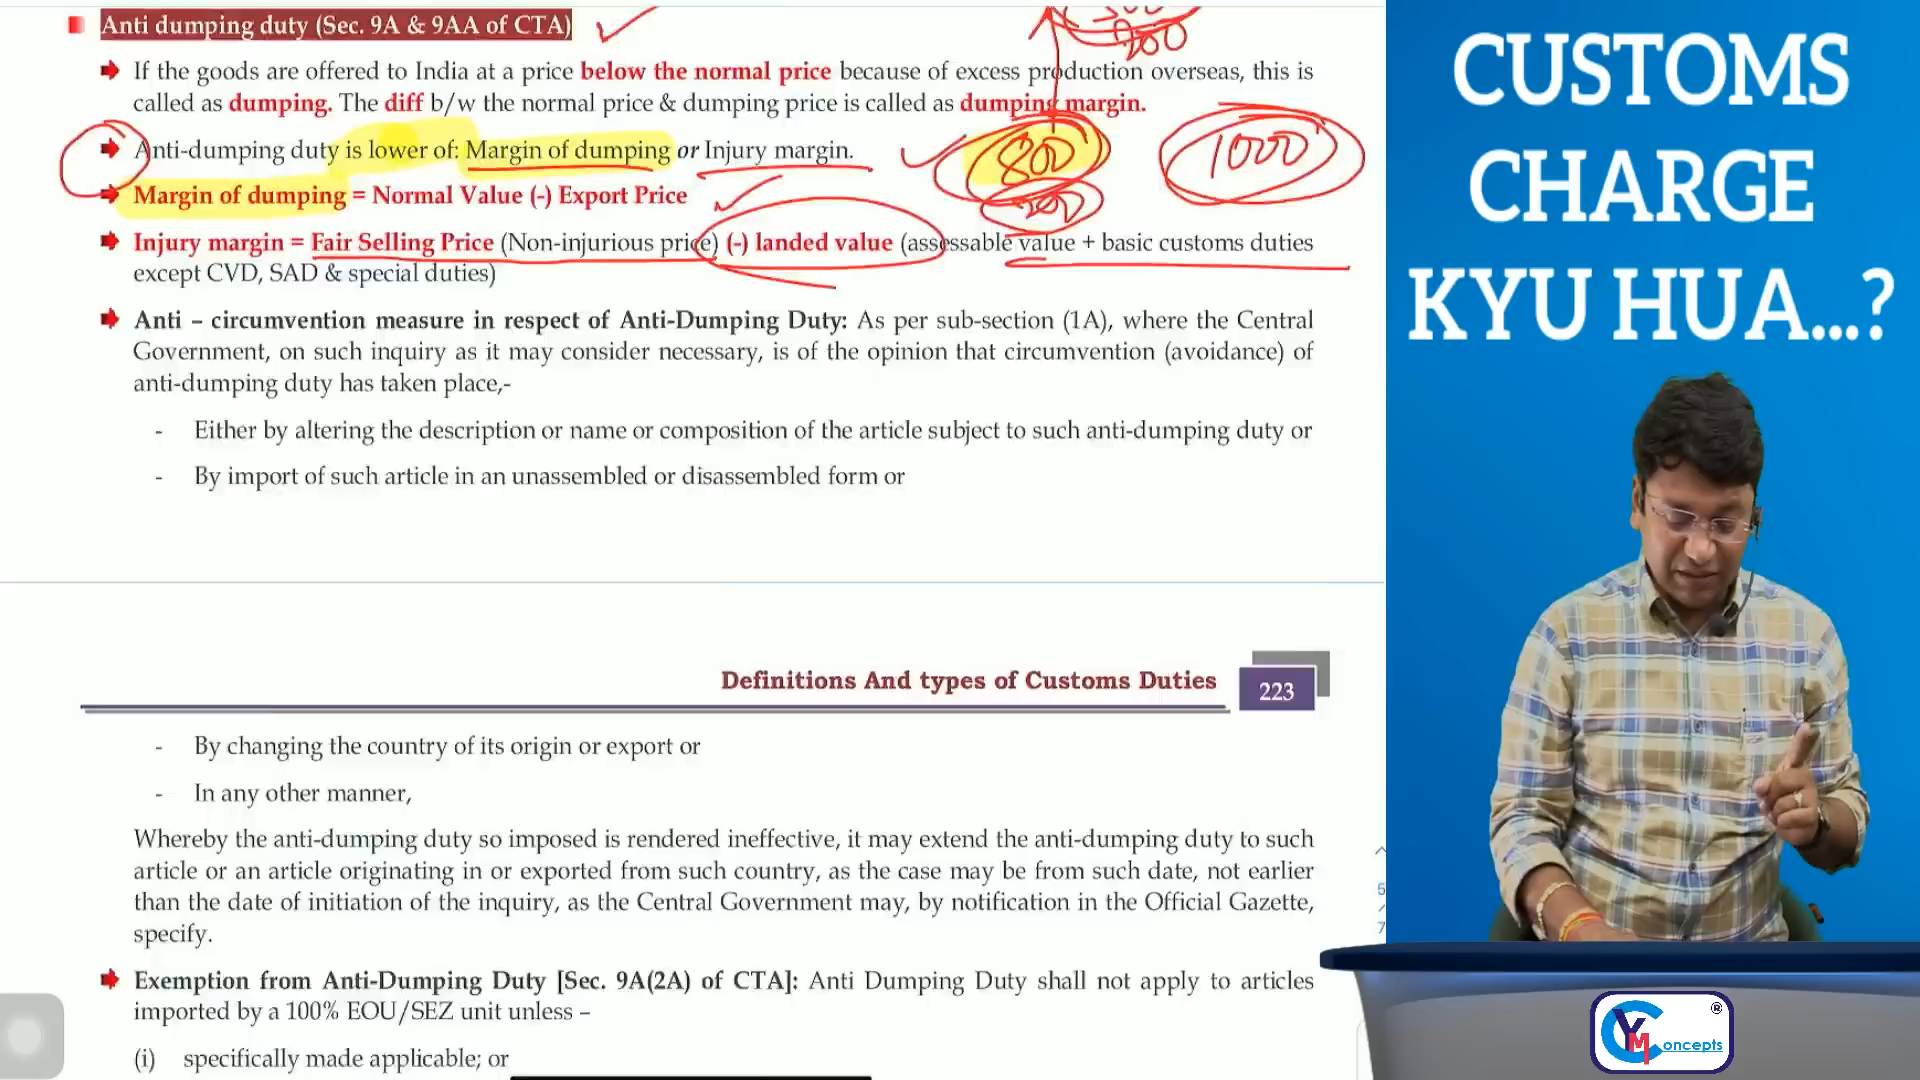 Anti dumping duty (Sec. 9A & 9AA of CTA)
If the goods are offered to India at a price below the normal price because of excess production overseas, this is
called as dumping. The diff b/w the normal price & dumping price is called as dumping margin.
Anti-dumping duty is lower of: Margin of dumping or Injury margin.
800
1000
200
Margin of dumping = Normal Value (-) Export Price
Injury margin = Fair Selling Price (Non-injurious price) (-) landed value (assessable value + basic customs duties
except CVD, SAD & special duties)
Anti – circumvention measure in respect of Anti-Dumping Duty: As per sub-section (1A), where the Central
Government, on such inquiry as it may consider necessary, is of the opinion that circumvention (avoidance) of
anti-dumping duty has taken place,-
- Either by altering the description or name or composition of the article subject to such anti-dumping duty or
- By import of such article in an unassembled or disassembled form or
Definitions And types of Customs Duties
223
- By changing the country of its origin or export or
- In any other manner,
Whereby the anti-dumping duty so imposed is rendered ineffective, it may extend the anti-dumping duty to such
article or an article originating in or exported from such country, as the case may be from such date, not earlier
than the date of initiation of the inquiry, as the Central Government may, by notification in the Official Gazette,
specify.
Exemption from Anti-Dumping Duty [Sec. 9A(2A) of CTA]: Anti Dumping Duty shall not apply to articles
imported by a 100% EOU/SEZ unit unless –
(i) specifically made applicable; or
CUSTOMS
CHARGE
KYU HUA...?
YM Concepts ®